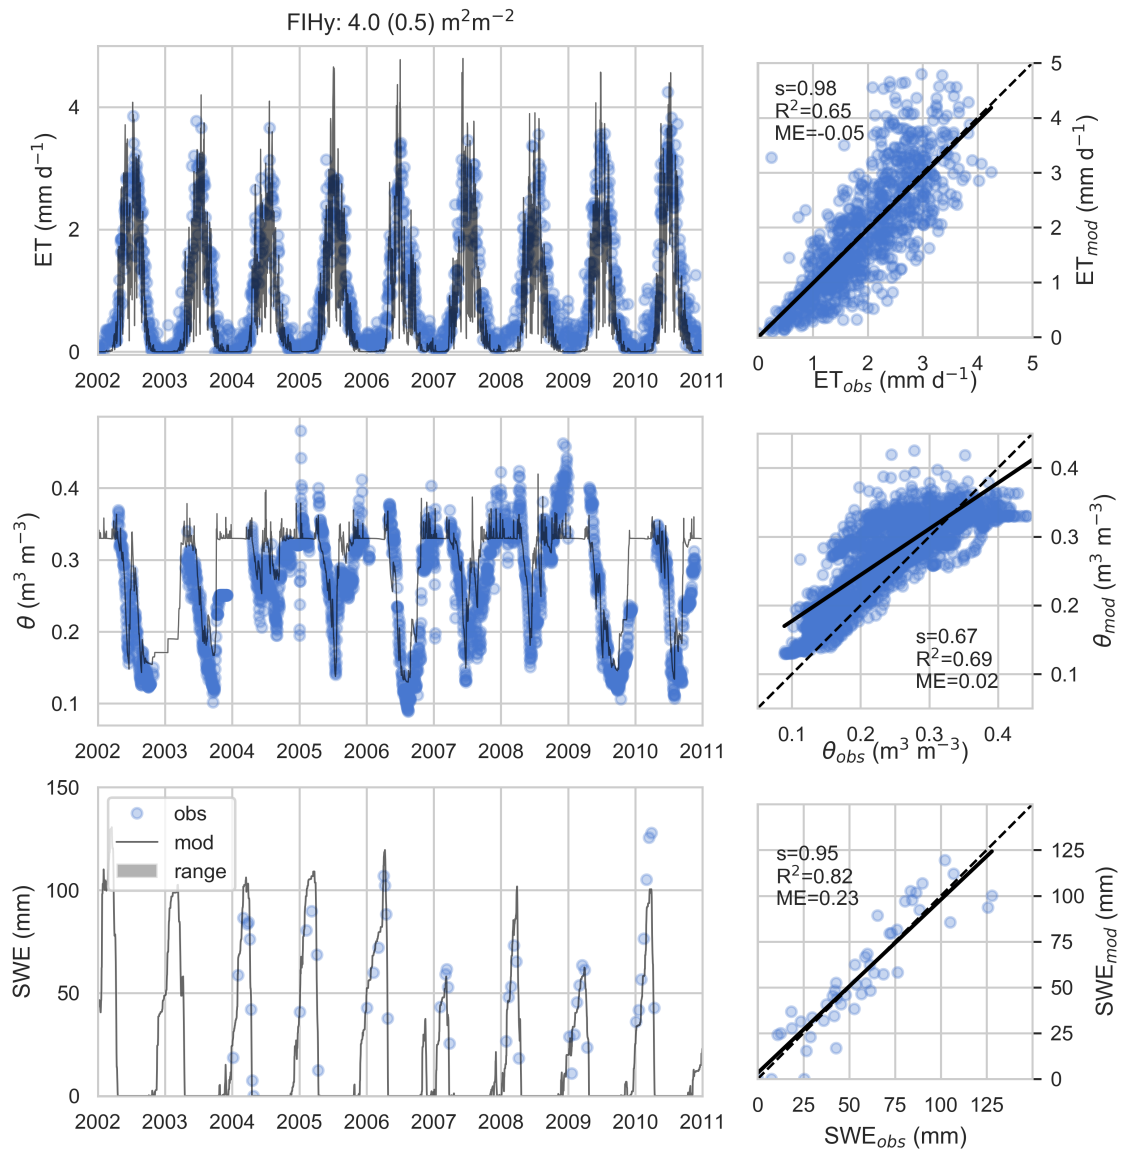 FIHy: 4.0 (0.5) m²m⁻²
ET (mm d⁻¹)
4
2
0
2002 2003 2004 2005 2006 2007 2008 2009 2010 2011
s=0.98
R²=0.65
ME=-0.05
5
4
3
2
1
0
ET_mod (mm d⁻¹)
0 1 2 3 4 5
ET_obs (mm d⁻¹)
θ (m³ m⁻³)
0.4
0.3
0.2
0.1
2002 2003 2004 2005 2006 2007 2008 2009 2010 2011
0.4
0.3
0.2
0.1
θ_mod (m³ m⁻³)
s=0.67
R²=0.69
ME=0.02
0.1 0.2 0.3 0.4
θ_obs (m³ m⁻³)
SWE (mm)
150
100
50
0
obs
mod
range
2002 2003 2004 2005 2006 2007 2008 2009 2010 2011
s=0.95
R²=0.82
ME=0.23
125
100
75
50
25
0
SWE_mod (mm)
0 25 50 75 100 125
SWE_obs (mm)